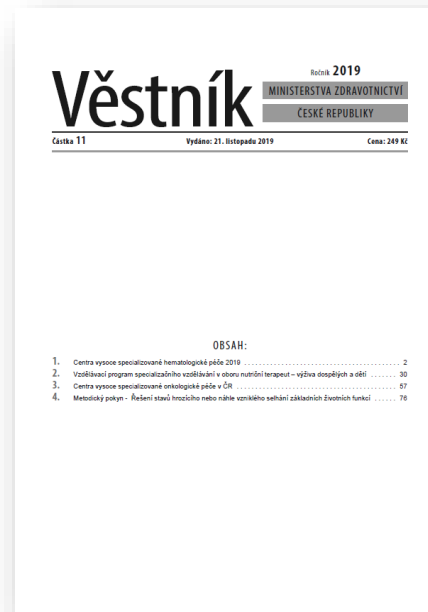 Věstník
Ročník 2019
MINISTERSTVA ZDRAVOTNICTVÍ
ČESKÉ REPUBLIKY
Částka 11 Vydáno: 21. listopadu 2019 Cena: 249 Kč
OBSAH:
1. Centra vysoce specializované hematologické péče 2019 . . . . . . . . . . . . . . . . . . . . . . . . . . . . . . . . . . . . . . . . 2
2. Vzdělávací program specializačního vzdělávání v oboru nutriční terapeut – výživa dospělých a dětí . . . . . . . 30
3. Centra vysoce specializované onkologické péče v ČR . . . . . . . . . . . . . . . . . . . . . . . . . . . . . . . . . . . . . . . . 57
4. Metodický pokyn - Řešení stavů hrozícího nebo náhle vzniklého selhání základních životních funkcí . . . . . . 76